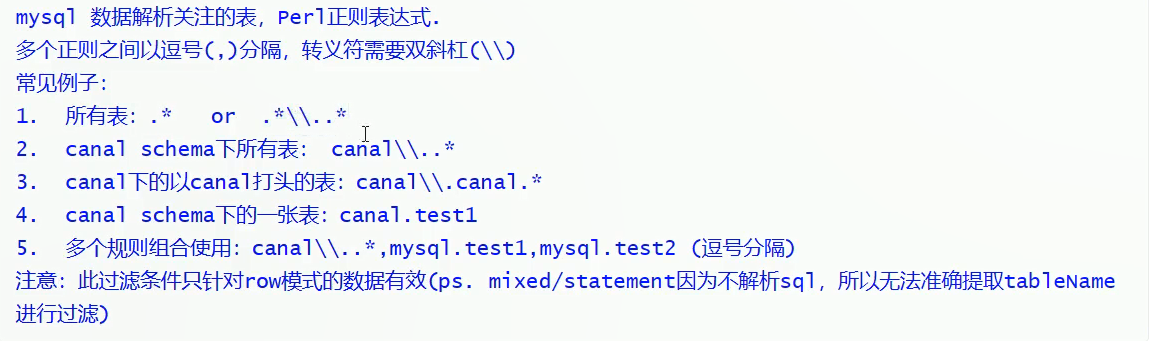 mysql 数据解析关注的表，Perl正则表达式.
多个正则之间以逗号(,)分隔，转义符需要双斜杠(\\)
常见例子：
1.  所有表：.*   or  .*\\..*
2.  canal schema下所有表： canal\\..*
3.  canal下的以canal打头的表：canal\\.canal.*
4.  canal schema下的一张表：canal.test1
5.  多个规则组合使用：canal\\..*,mysql.test1,mysql.test2 (逗号分隔)
注意：此过滤条件只针对row模式的数据有效(ps. mixed/statement因为不解析sql，所以无法准确提取tableName
进行过滤)